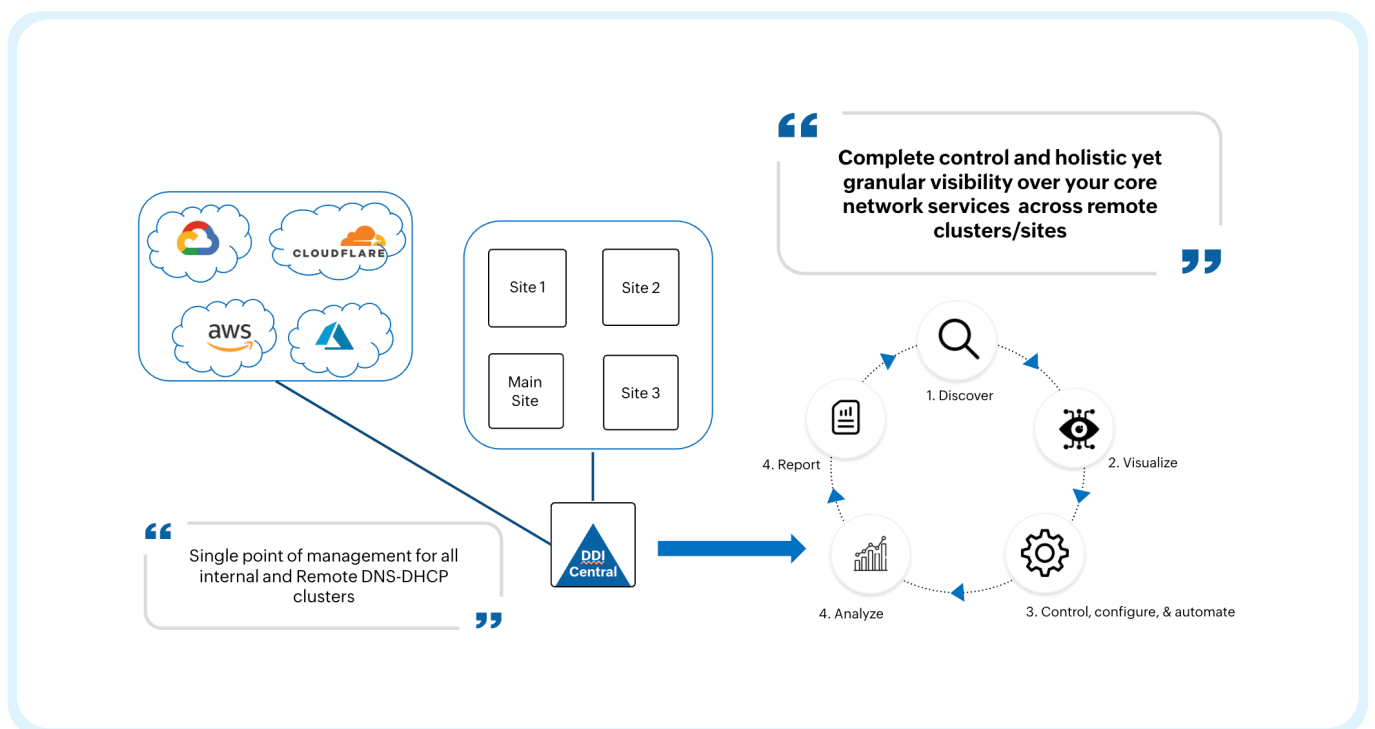 CLOUDFLARE
aws
Site 1
Site 2
Main
Site
Site 3
DDI
Central
“
Single point of management for all
internal and Remote DNS-DHCP
clusters
”
“
Complete control and holistic yet
granular visibility over your core
network services across remote
clusters/sites
”
1. Discover
2. Visualize
3. Control, configure, & automate
4. Analyze
4. Report